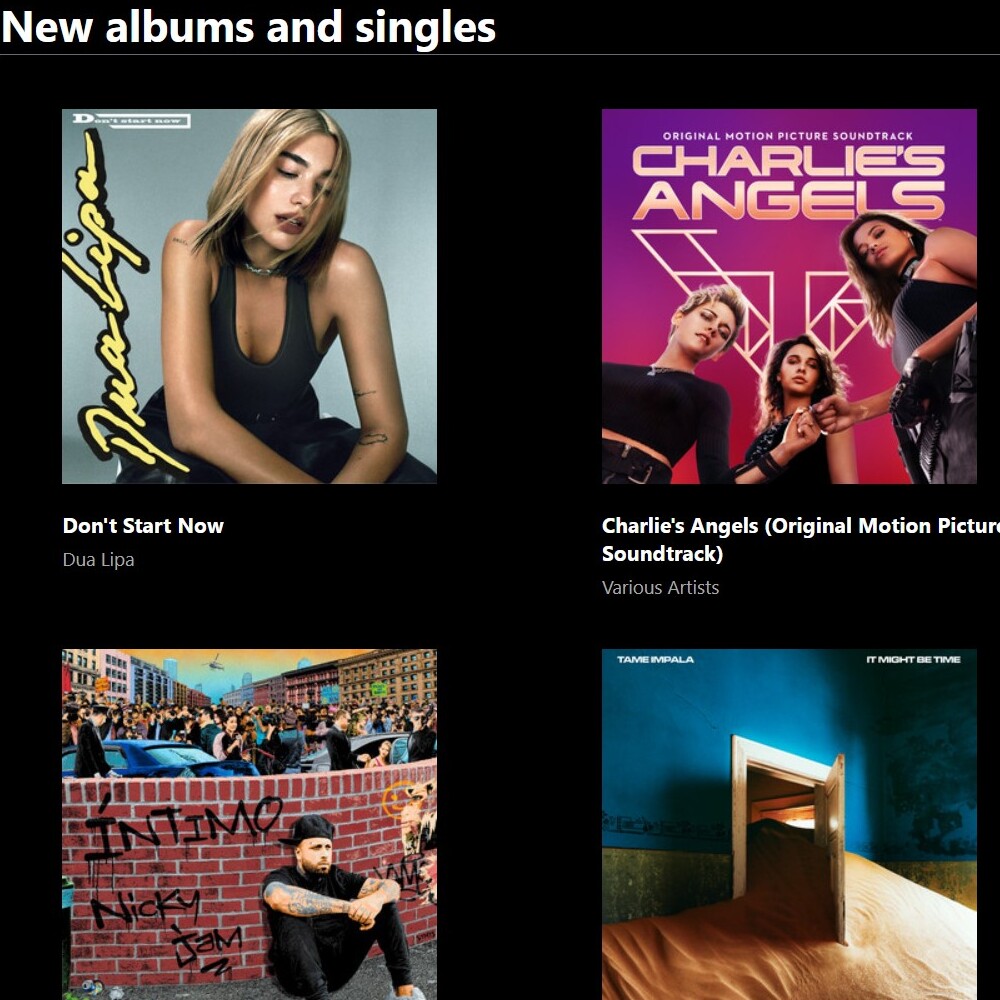 New albums and singles
Don't start now
Dua Lipa
ORIGINAL MOTION PICTURE SOUNDTRACK
CHARLIE'S
ANGELS
Don't Start Now
Dua Lipa
Charlie's Angels (Original Motion Picture
Soundtrack)
Various Artists
ÍNTIMO
Nicky
Jam
TAME IMPALA
IT MIGHT BE TIME